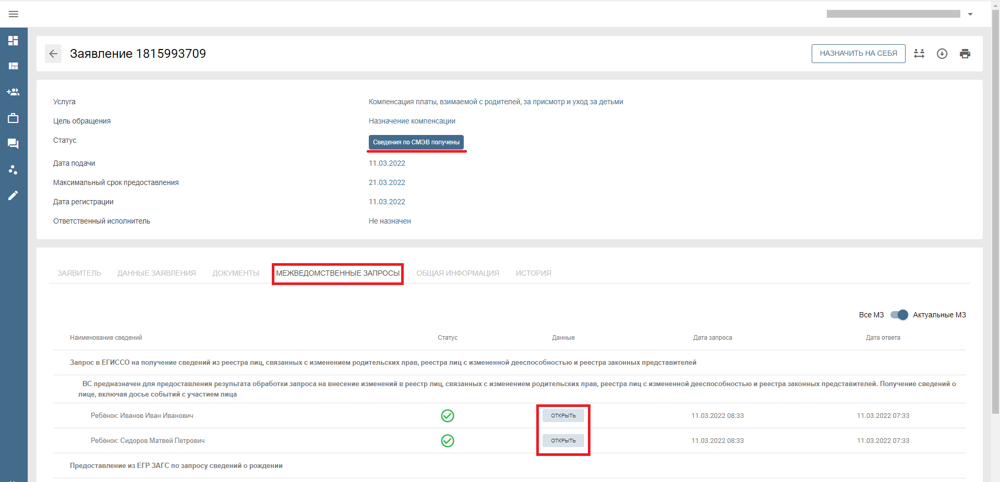 Заявление 1815993709
НАЗНАЧИТЬ НА СЕБЯ
Услуга
Компенсация платы, взимаемой с родителей, за присмотр и уход за детьми
Цель обращения
Назначение компенсации
Статус
Сведения по СМЭВ получены
Дата подачи
11.03.2022
Максимальный срок предоставления
21.03.2022
Дата регистрации
11.03.2022
Ответственный исполнитель
Не назначен
ЗАЯВИТЕЛЬ
ДАННЫЕ ЗАЯВЛЕНИЯ
ДОКУМЕНТЫ
МЕЖВЕДОМСТВЕННЫЕ ЗАПРОСЫ
ОБЩАЯ ИНФОРМАЦИЯ
ИСТОРИЯ
Все МЗ
Актуальные МЗ
Наименование сведений
Статус
Данные
Дата запроса
Дата ответа
Запрос в ЕГИССО на получение сведений из реестра лиц, связанных с изменением родительских прав, реестра лиц с измененной дееспособностью и реестра законных представителей
ВС предназначен для предоставления результата обработки запроса на внесение изменений в реестр лиц, связанных с изменением родительских прав, реестра лиц с измененной дееспособностью и реестра законных представителей. Получение сведений о
лице, включая досье событий с участием лица
Ребёнок: Иванов Иван Иванович
ОТКРЫТЬ
11.03.2022 08:33
11.03.2022 07:33
Ребёнок: Сидоров Матвей Петрович
ОТКРЫТЬ
11.03.2022 08:33
11.03.2022 07:33
Предоставление из ЕГР ЗАГС по запросу сведений о рождении